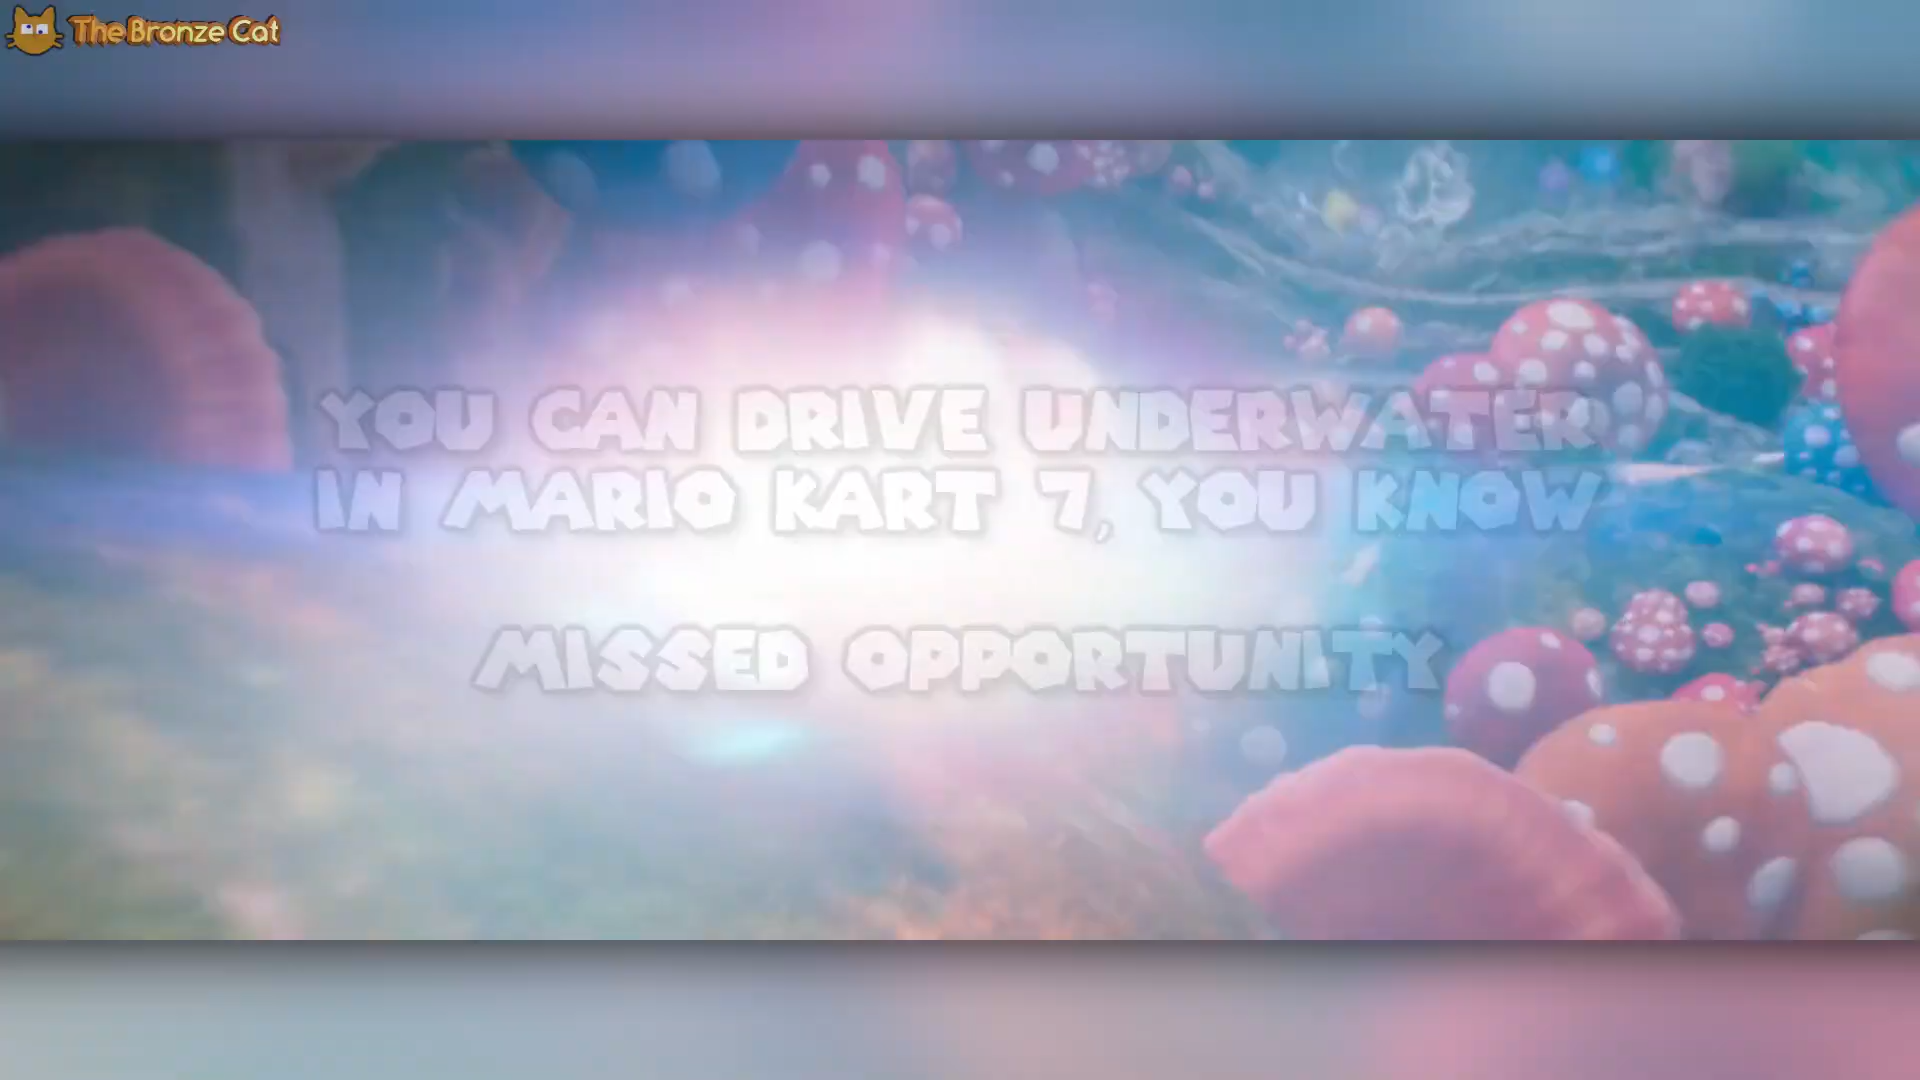 The Bronze Cat
YOU CAN DRIVE UNDERWATER
IN MARIO KART 7, YOU KNOW
MISSED OPPORTUNITY